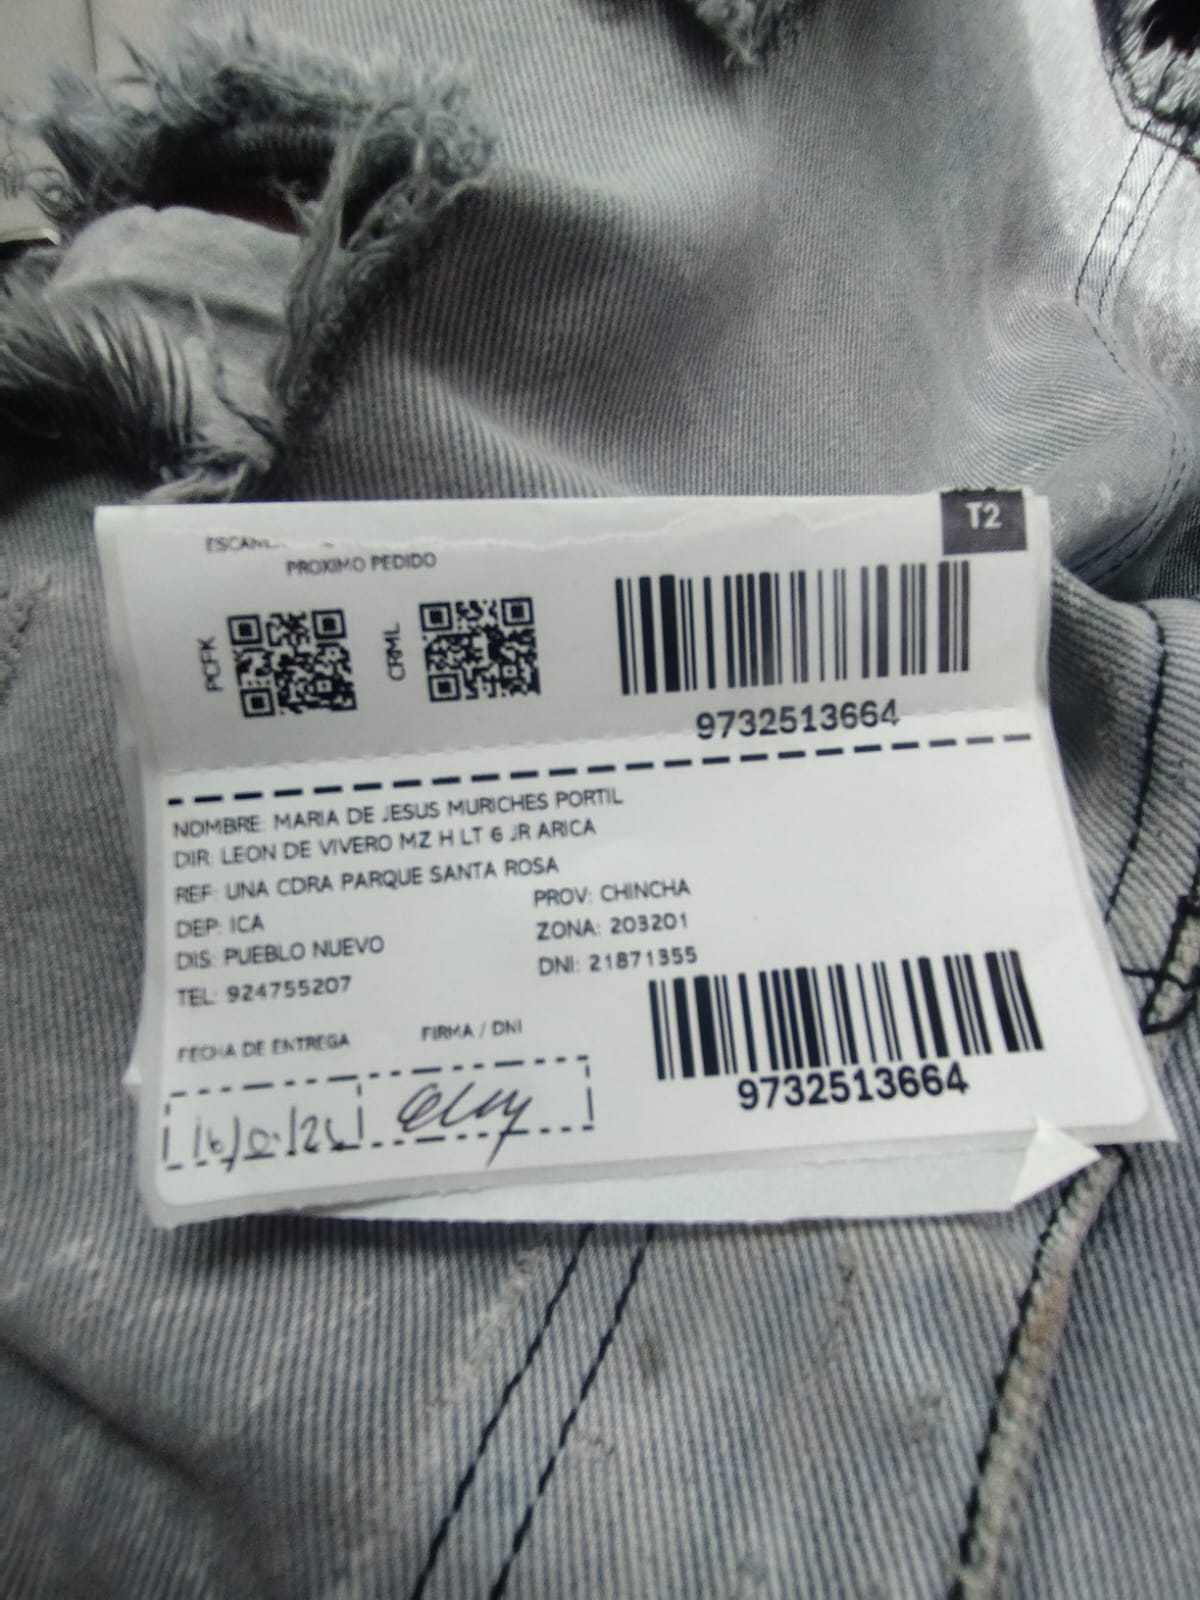 T2
PROXIMO PEDIDO
PCFK
CRML
9732513664
NOMBRE: MARIA DE JESUS MURICHES PORTIL
DIR: LEON DE VIVERO MZ H LT 6 JR ARICA
REF: UNA CDRA PARQUE SANTA ROSA
DEP: ICA PROV: CHINCHA
DIS: PUEBLO NUEVO ZONA: 203201
TEL: 924755207 DNI: 21871355
FECHA DE ENTREGA FIRMA / DNI
9732513664